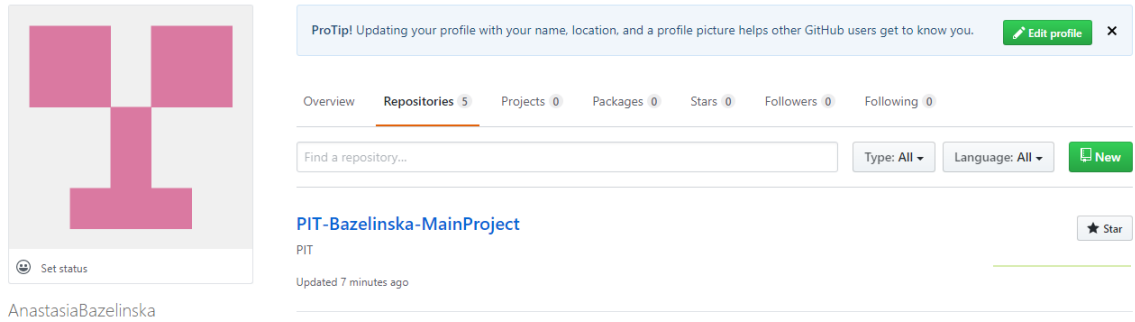 ProTip! Updating your profile with your name, location, and a profile picture helps other GitHub users get to know you.
Edit profile
Overview Repositories 5 Projects 0 Packages 0 Stars 0 Followers 0 Following 0
Find a repository...
Type: All
Language: All
New
PIT-Bazelinska-MainProject
Star
PIT
Updated 7 minutes ago
Set status
AnastasiaBazelinska